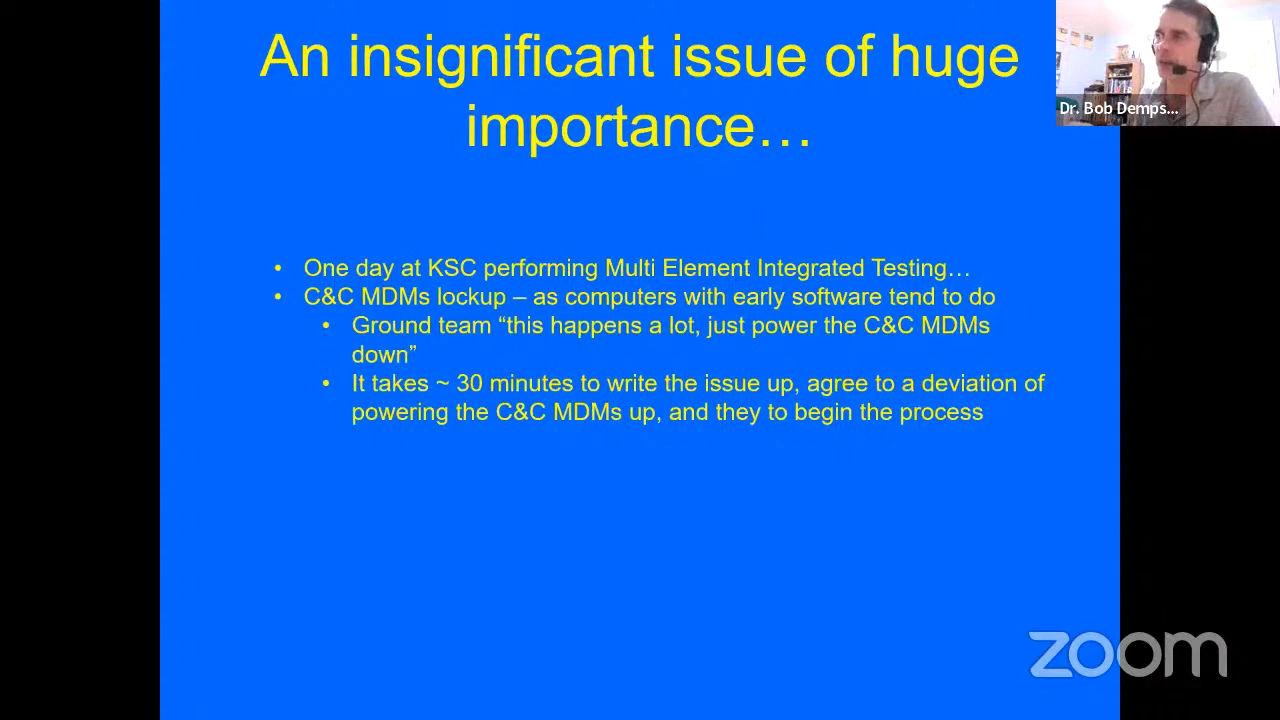 An insignificant issue of huge
importance…
Dr. Bob Demps...
• One day at KSC performing Multi Element Integrated Testing…
• C&C MDMs lockup – as computers with early software tend to do
• Ground team “this happens a lot, just power the C&C MDMs
down”
• It takes ~ 30 minutes to write the issue up, agree to a deviation of
powering the C&C MDMs up, and they to begin the process
zoom